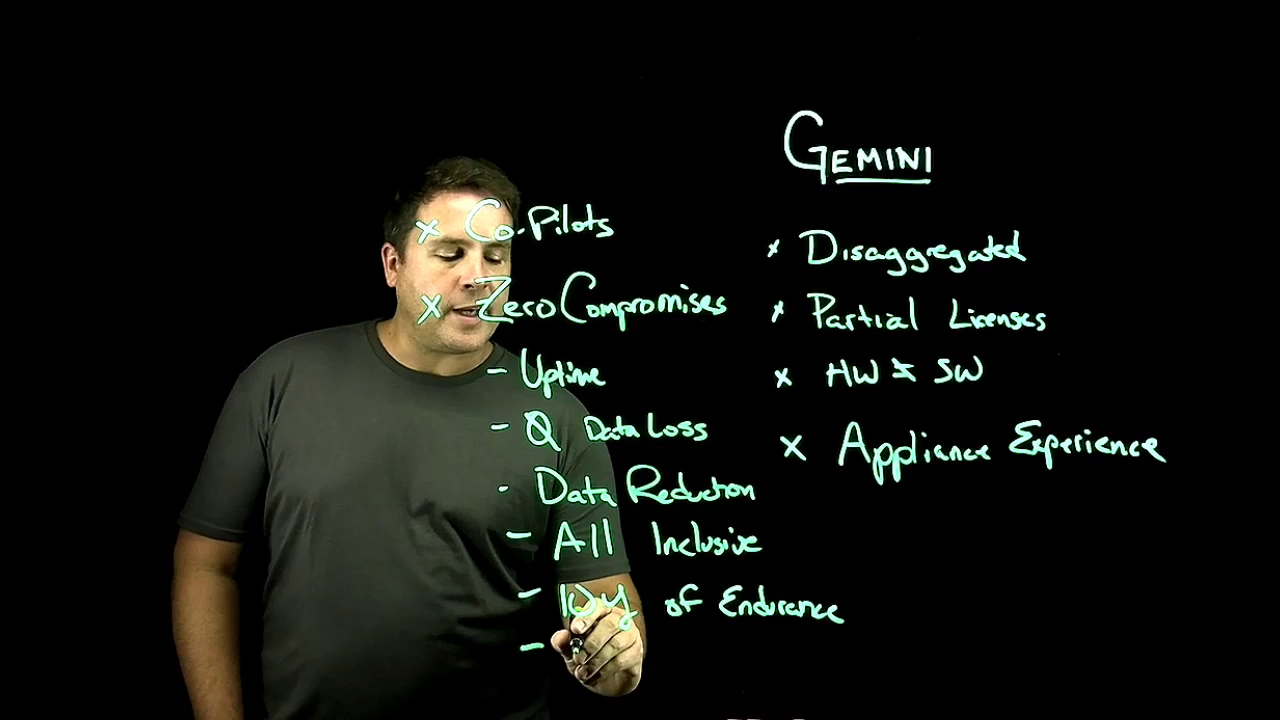 GEMINI
x Co-Pilots
x Zero Compromises
- Uptime
- Data Loss
- Data Reduction
- All Inclusive
- 10y of Endurance
-
x Disaggregated
x Partial Licenses
x HW SW
x Appliance Experience